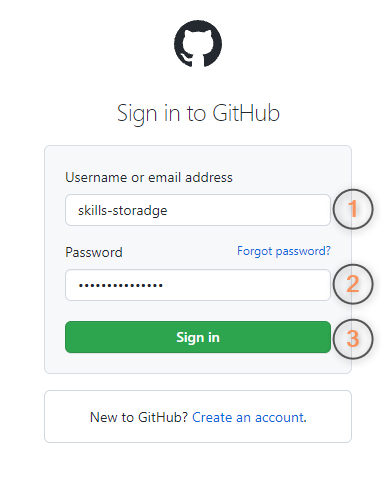 Sign in to GitHub
Username or email address
skills-storadge
1
Password Forgot password?
•••••••••••••••
2
Sign in
3
New to GitHub? Create an account.